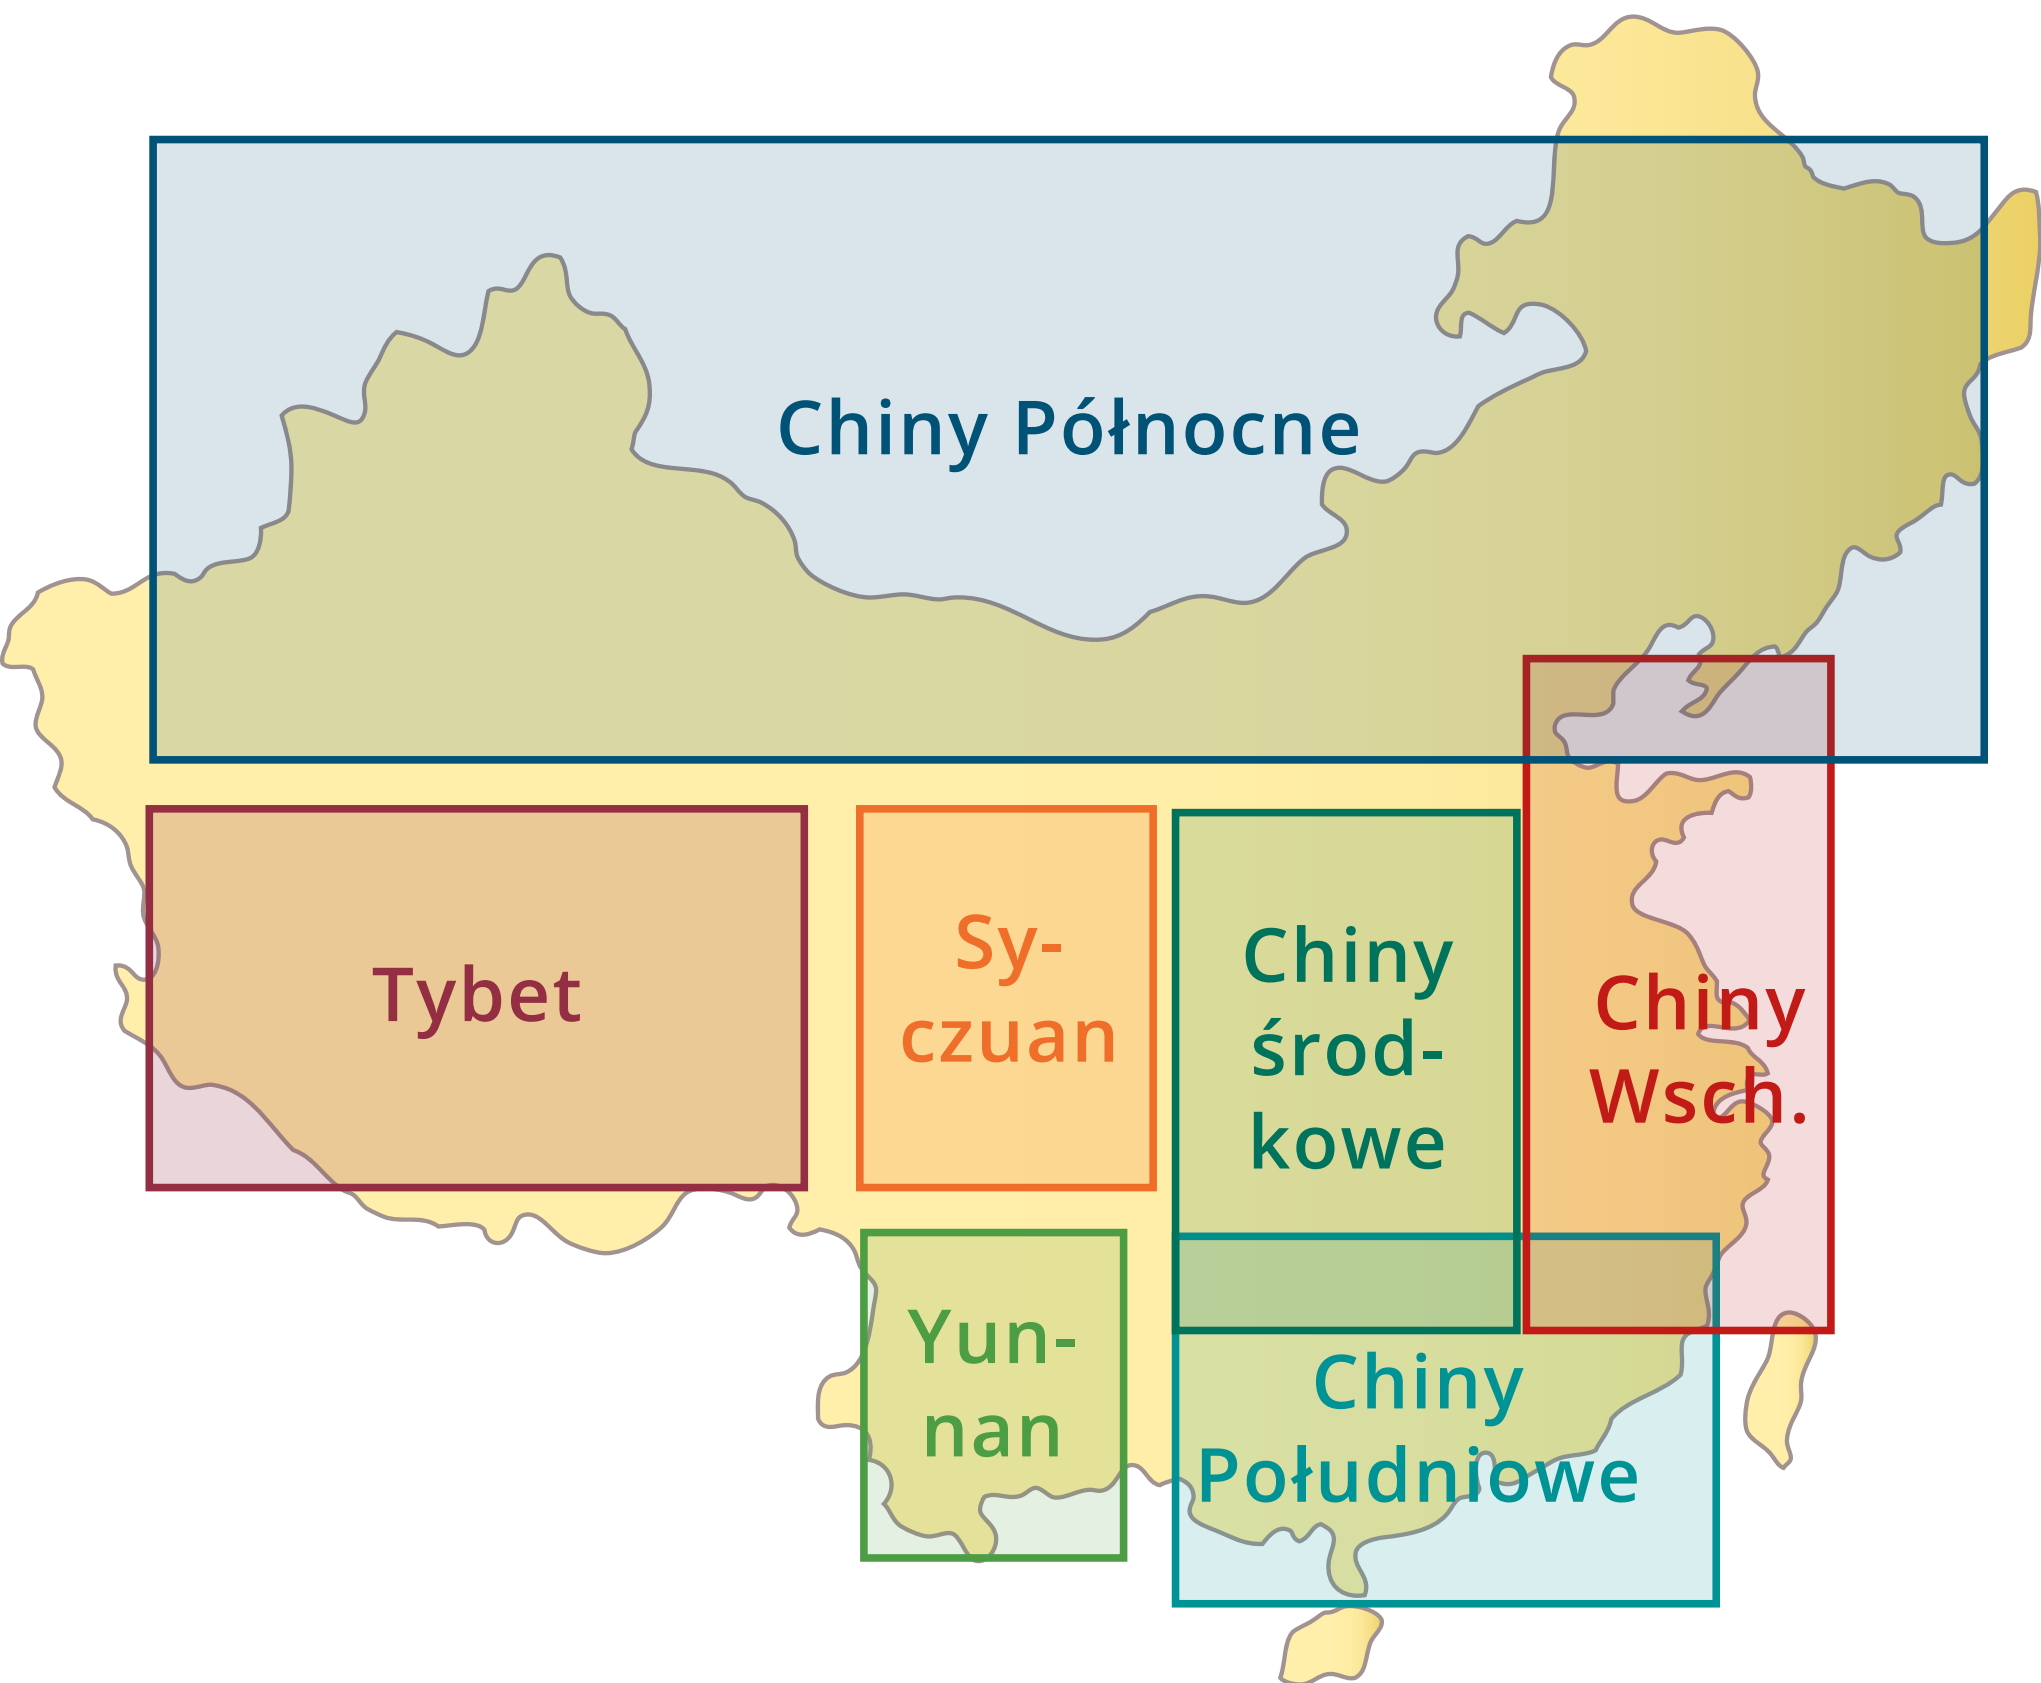 Chiny Północne
Tybet
Sy-
czuan
Chiny
środ-
kowe
Chiny
Wsch.
Yun-
nan
Chiny
Południowe